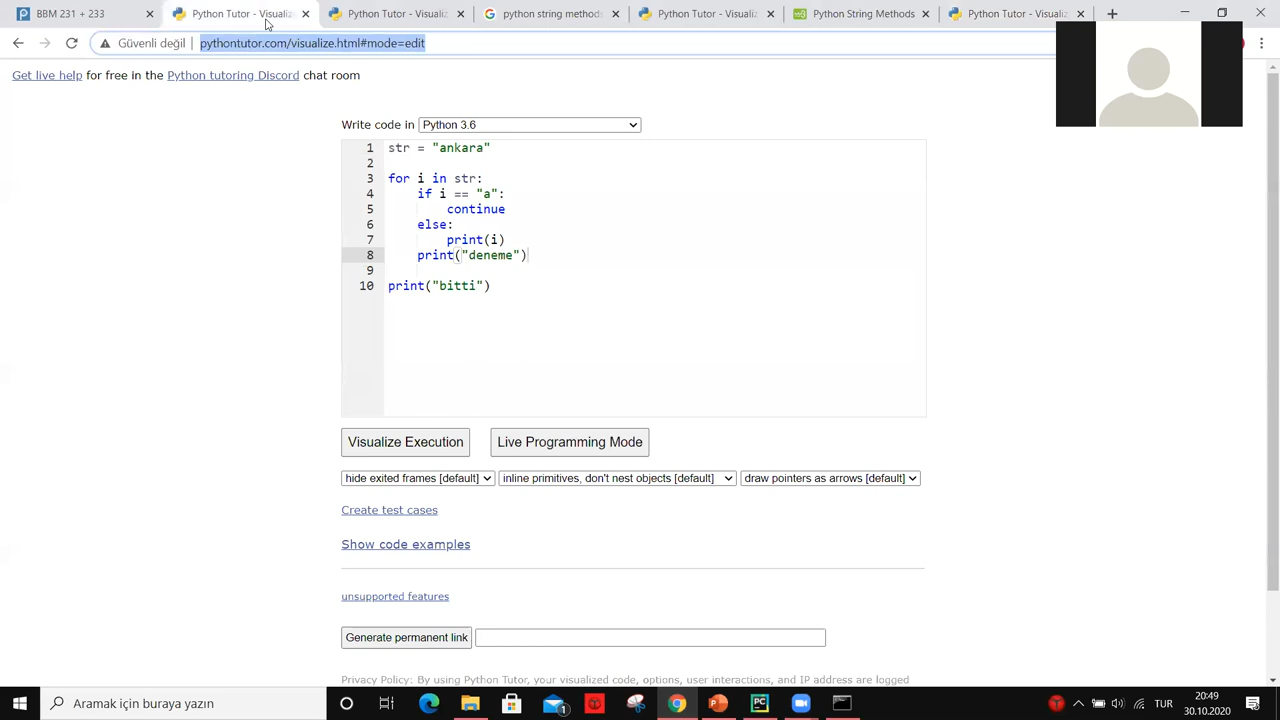 BBM 231 + 233
Python Tutor - Visualiz
Python Tutor - Visualiz
python string methods
Python Tutor - Visualiz
Python String Methods
Python Tutor - Visualiz
Güvenli değil
pythontutor.com/visualize.html#mode=edit
Get live help for free in the Python tutoring Discord chat room
Write code in Python 3.6
1 str = "ankara"
2
3 for i in str:
4 if i == "a":
5 continue
6 else:
7 print(i)
8 print("deneme")
9
10 print("bitti")
Visualize Execution Live Programming Mode
hide exited frames [default] inline primitives, don't nest objects [default] draw pointers as arrows [default]
Create test cases
Show code examples
unsupported features
Generate permanent link
Privacy Policy: By using Python Tutor, your visualized code, options, user interactions, and IP address are logged
Aramak için buraya yazın
1
TUR
20:49
30.10.2020